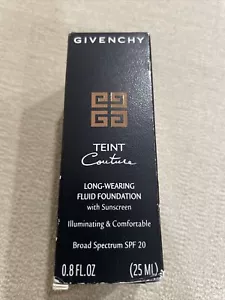 GIVENCHY
TEINT
Couture
LONG-WEARING
FLUID FOUNDATION
with Sunscreen
Illuminating & Comfortable
Broad Spectrum SPF 20
0.8 FL.OZ (25 ML)